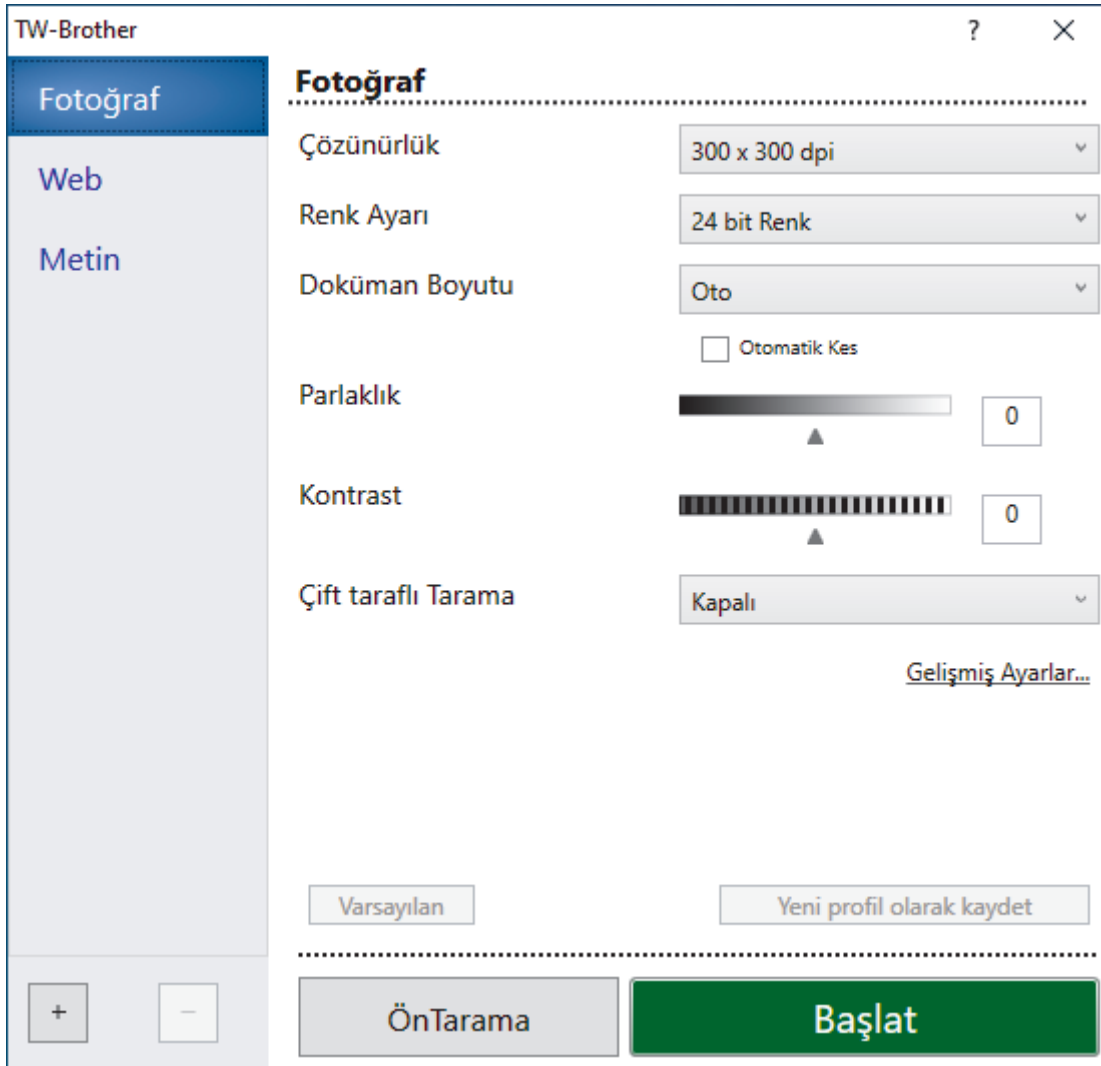 TW-Brother
?
Fotoğraf
Web
Metin
Fotoğraf
Çözünürlük
300 x 300 dpi
Renk Ayarı
24 bit Renk
Doküman Boyutu
Oto
Otomatik Kes
Parlaklık
0
Kontrast
0
Çift taraflı Tarama
Kapalı
Gelişmiş Ayarlar...
Varsayılan
Yeni profil olarak kaydet
+
−
ÖnTarama
Başlat